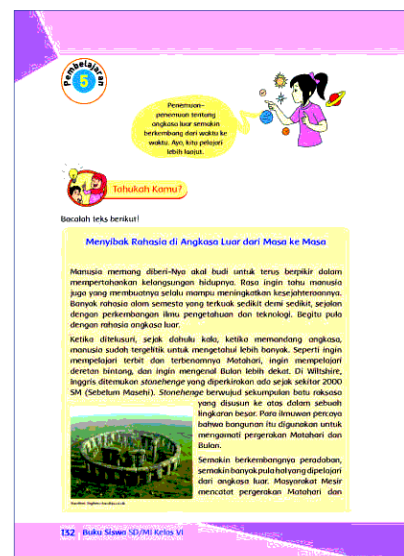 Pembelajaran
5
Penemuan-
penemuan tentang
angkasa luar semakin
berkembang dari waktu ke
waktu. Ayo, kita pelajari
lebih lanjut.
Tahukah Kamu?
Bacalah teks berikut!
Menyibak Rahasia di Angkasa Luar dari Masa ke Masa
Manusia memang diberi-Nya akal budi untuk terus berpikir dalam
mempertahankan kelangsungan hidupnya. Rasa ingin tahu manusia
juga yang membuatnya selalu mampu meningkatkan kesejahteraannya.
Banyak rahasia alam semesta yang terkuak sedikit demi sedikit, sejalan
dengan perkembangan ilmu pengetahuan dan teknologi. Begitu pula
dengan rahasia angkasa luar.
Ketika ditelusuri, sejak dahulu kala, ketika memandang angkasa,
manusia sudah tergelitik untuk mengetahui lebih banyak. Seperti ingin
mempelajari terbit dan terbenamnya Matahari, ingin mempelajari
deretan bintang, dan ingin mengenal Bulan lebih dekat. Di Wiltshire,
Inggris ditemukan stonehenge yang diperkirakan ada sejak sekitar 2000
SM (Sebelum Masehi). Stonehenge berwujud sekumpulan batu raksasa
yang disusun ke atas dalam sebuah
lingkaran besar. Para ilmuwan percaya
bahwa bangunan itu digunakan untuk
mengamati pergerakan Matahari dan
Bulan.
Semakin berkembangnya peradaban,
semakin banyak pula hal yang dipelajari
dari angkasa luar. Masyarakat Mesir
mencatat pergerakan Matahari dan
132 Buku Siswa SD/MI Kelas VI